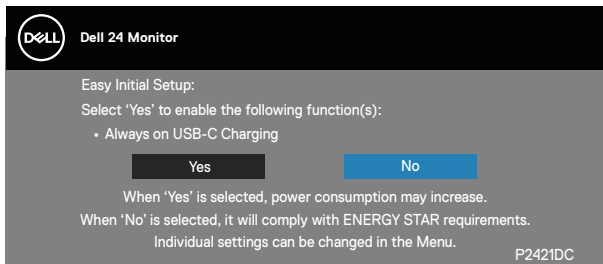 DELL
Dell 24 Monitor
Easy Initial Setup:
Select ‘Yes’ to enable the following function(s):
• Always on USB-C Charging
Yes No
When ‘Yes’ is selected, power consumption may increase.
When ‘No’ is selected, it will comply with ENERGY STAR requirements.
Individual settings can be changed in the Menu.
P2421DC